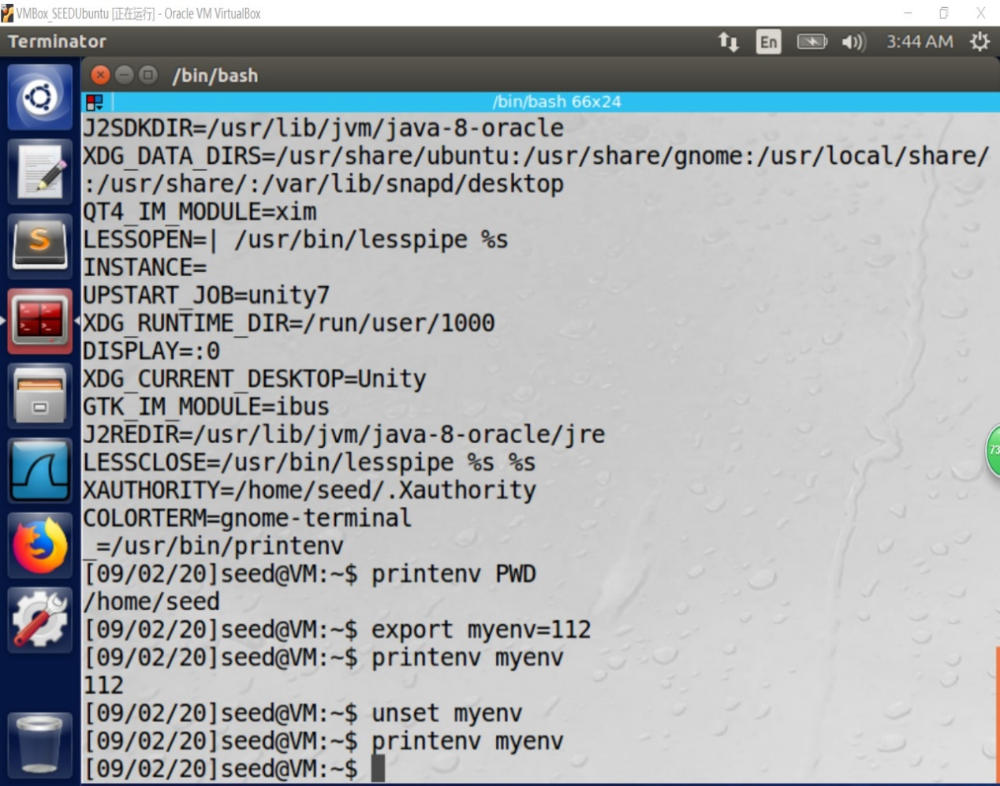 VMBox_SEEDUbuntu [正在运行] - Oracle VM VirtualBox
Terminator
En
3:44 AM
/bin/bash
/bin/bash 66x24
J2SDKDIR=/usr/lib/jvm/java-8-oracle
XDG_DATA_DIRS=/usr/share/ubuntu:/usr/share/gnome:/usr/local/share/
:/usr/share/:/var/lib/snapd/desktop
QT4_IM_MODULE=xim
LESSOPEN=| /usr/bin/lesspipe %s
INSTANCE=
UPSTART_JOB=unity7
XDG_RUNTIME_DIR=/run/user/1000
DISPLAY=:0
XDG_CURRENT_DESKTOP=Unity
GTK_IM_MODULE=ibus
J2REDIR=/usr/lib/jvm/java-8-oracle/jre
LESSCLOSE=/usr/bin/lesspipe %s %s
XAUTHORITY=/home/seed/.Xauthority
COLORTERM=gnome-terminal
_=/usr/bin/printenv
[09/02/20]seed@VM:~$ printenv PWD
/home/seed
[09/02/20]seed@VM:~$ export myenv=112
[09/02/20]seed@VM:~$ printenv myenv
112
[09/02/20]seed@VM:~$ unset myenv
[09/02/20]seed@VM:~$ printenv myenv
[09/02/20]seed@VM:~$
73